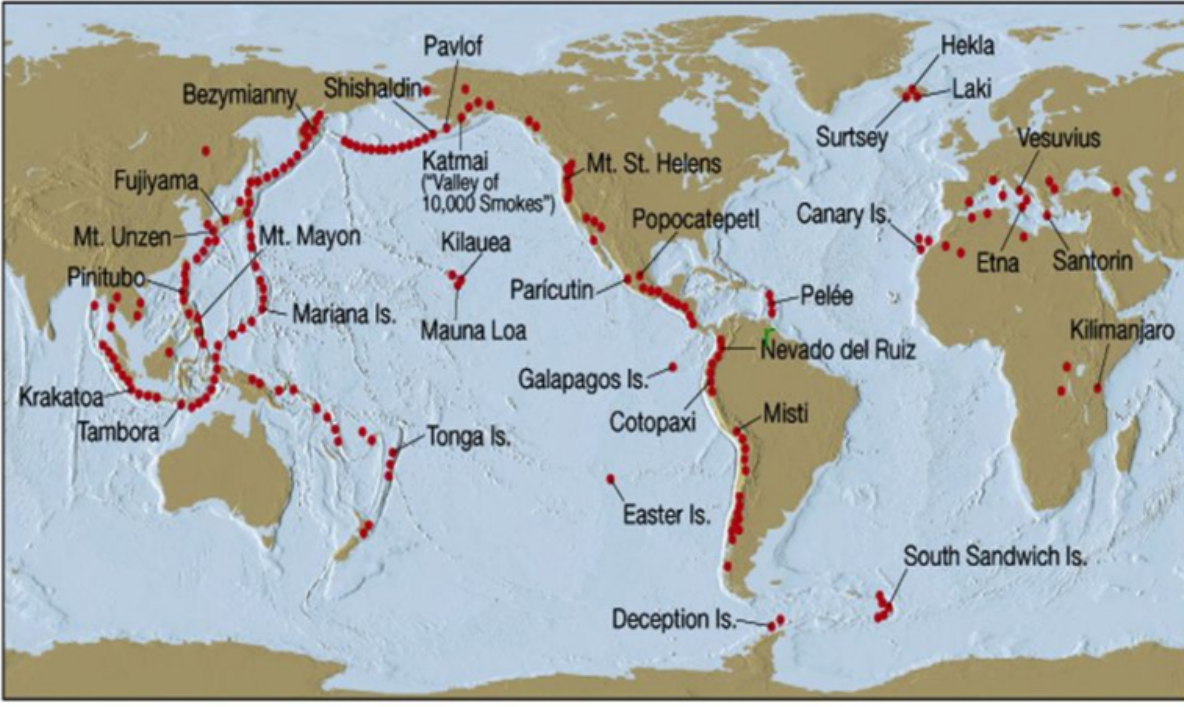 Pavlof
Hekla
Bezymianny
Shishaldin
Laki
Surtsey
Vesuvius
Katmai
("Valley of
10,000 Smokes")
Mt. St. Helens
Fujiyama
Popocatepetl
Canary Is.
Mt. Unzen
Mt. Mayon
Kilauea
Etna
Santorin
Pinitubo
Parícutin
Pelée
Mariana Is.
Mauna Loa
Kilimanjaro
Nevado del Ruiz
Galapagos Is.
Krakatoa
Cotopaxi
Misti
Tambora
Tonga Is.
Easter Is.
South Sandwich Is.
Deception Is.